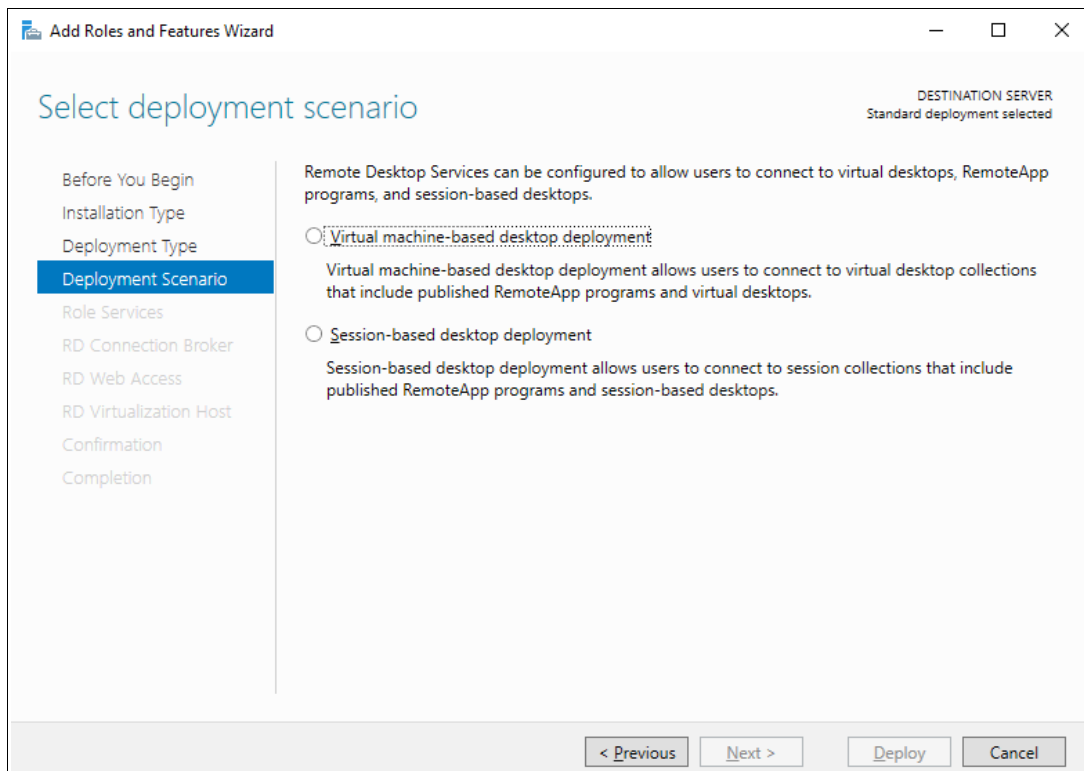 Add Roles and Features Wizard
Select deployment scenario
DESTINATION SERVER
Standard deployment selected
Before You Begin
Installation Type
Deployment Type
Deployment Scenario
Role Services
RD Connection Broker
RD Web Access
RD Virtualization Host
Confirmation
Completion
Remote Desktop Services can be configured to allow users to connect to virtual desktops, RemoteApp
programs, and session-based desktops.
Virtual machine-based desktop deployment
Virtual machine-based desktop deployment allows users to connect to virtual desktop collections
that include published RemoteApp programs and virtual desktops.
Session-based desktop deployment
Session-based desktop deployment allows users to connect to session collections that include
published RemoteApp programs and session-based desktops.
< Previous
Next >
Deploy
Cancel